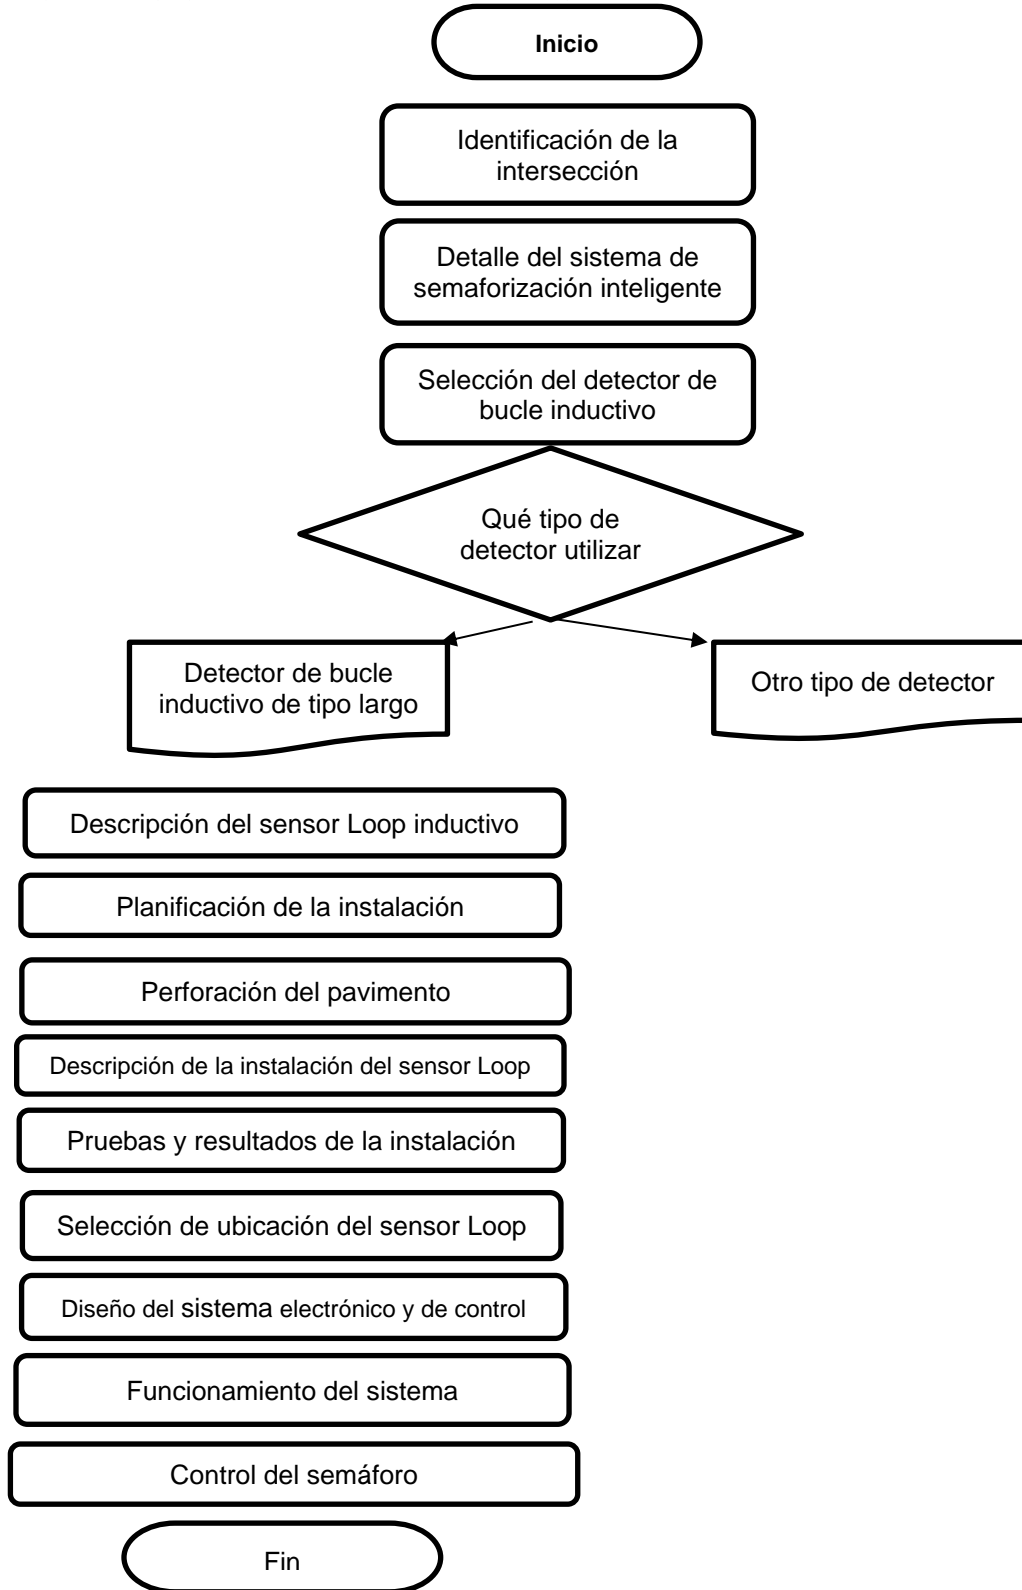 Inicio
Identificación de la
intersección
Detalle del sistema de
semaforización inteligente
Selección del detector de
bucle inductivo
Qué tipo de
detector utilizar
Detector de bucle
inductivo de tipo largo
Otro tipo de detector
Descripción del sensor Loop inductivo
Planificación de la instalación
Perforación del pavimento
Descripción de la instalación del sensor Loop
Pruebas y resultados de la instalación
Selección de ubicación del sensor Loop
Diseño del sistema electrónico y de control
Funcionamiento del sistema
Control del semáforo
Fin